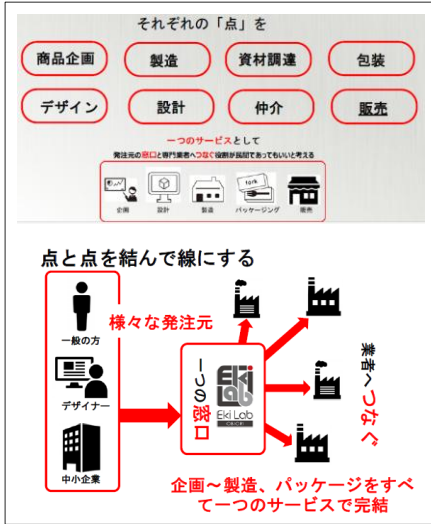 それぞれの「点」を
商品企画 製造 資材調達 包装
デザイン 設計 仲介 販売
一つのサービスとして
発注元の窓口と専門業者へつなぐ役割が民間であってもいいと考える
fork
企画 設計 製造 パッケージング 販売
点と点を結んで線にする
一般の方
デザイナー
中小企業
様々な発注元
一つの窓口
Eki
Lab
Eki Lab
業者へつなぐ
企画～製造、パッケージをすべ
て一つのサービスで完結